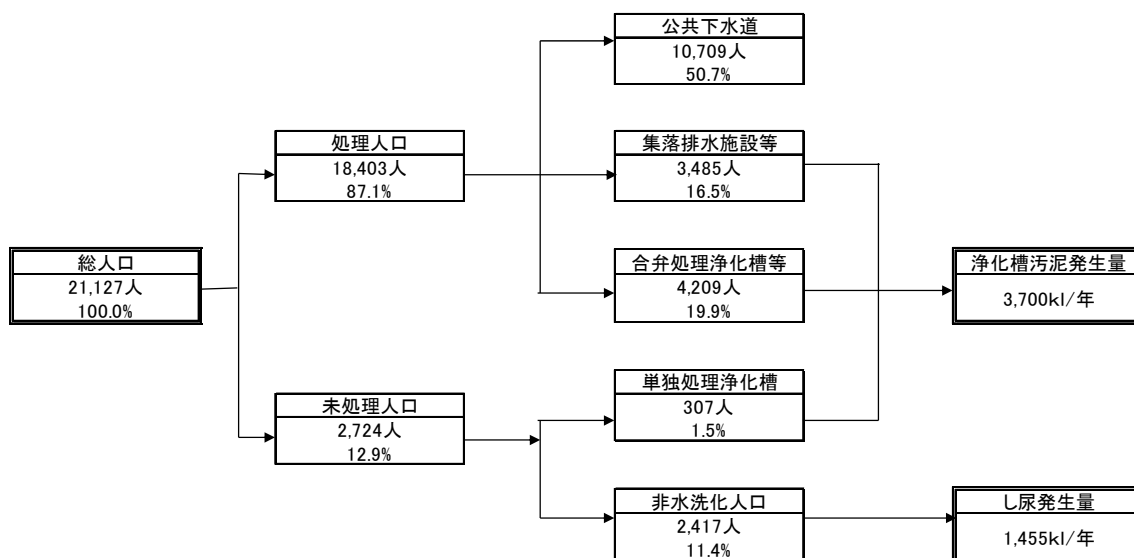 公共下水道
10,709人
50.7%
処理人口
18,403人
87.1%
集落排水施設等
3,485人
16.5%
総人口
21,127人
100.0%
合弁処理浄化槽等
4,209人
19.9%
浄化槽汚泥発生量
3,700kl/年
未処理人口
2,724人
12.9%
単独処理浄化槽
307人
1.5%
非水洗化人口
2,417人
11.4%
し尿発生量
1,455kl/年